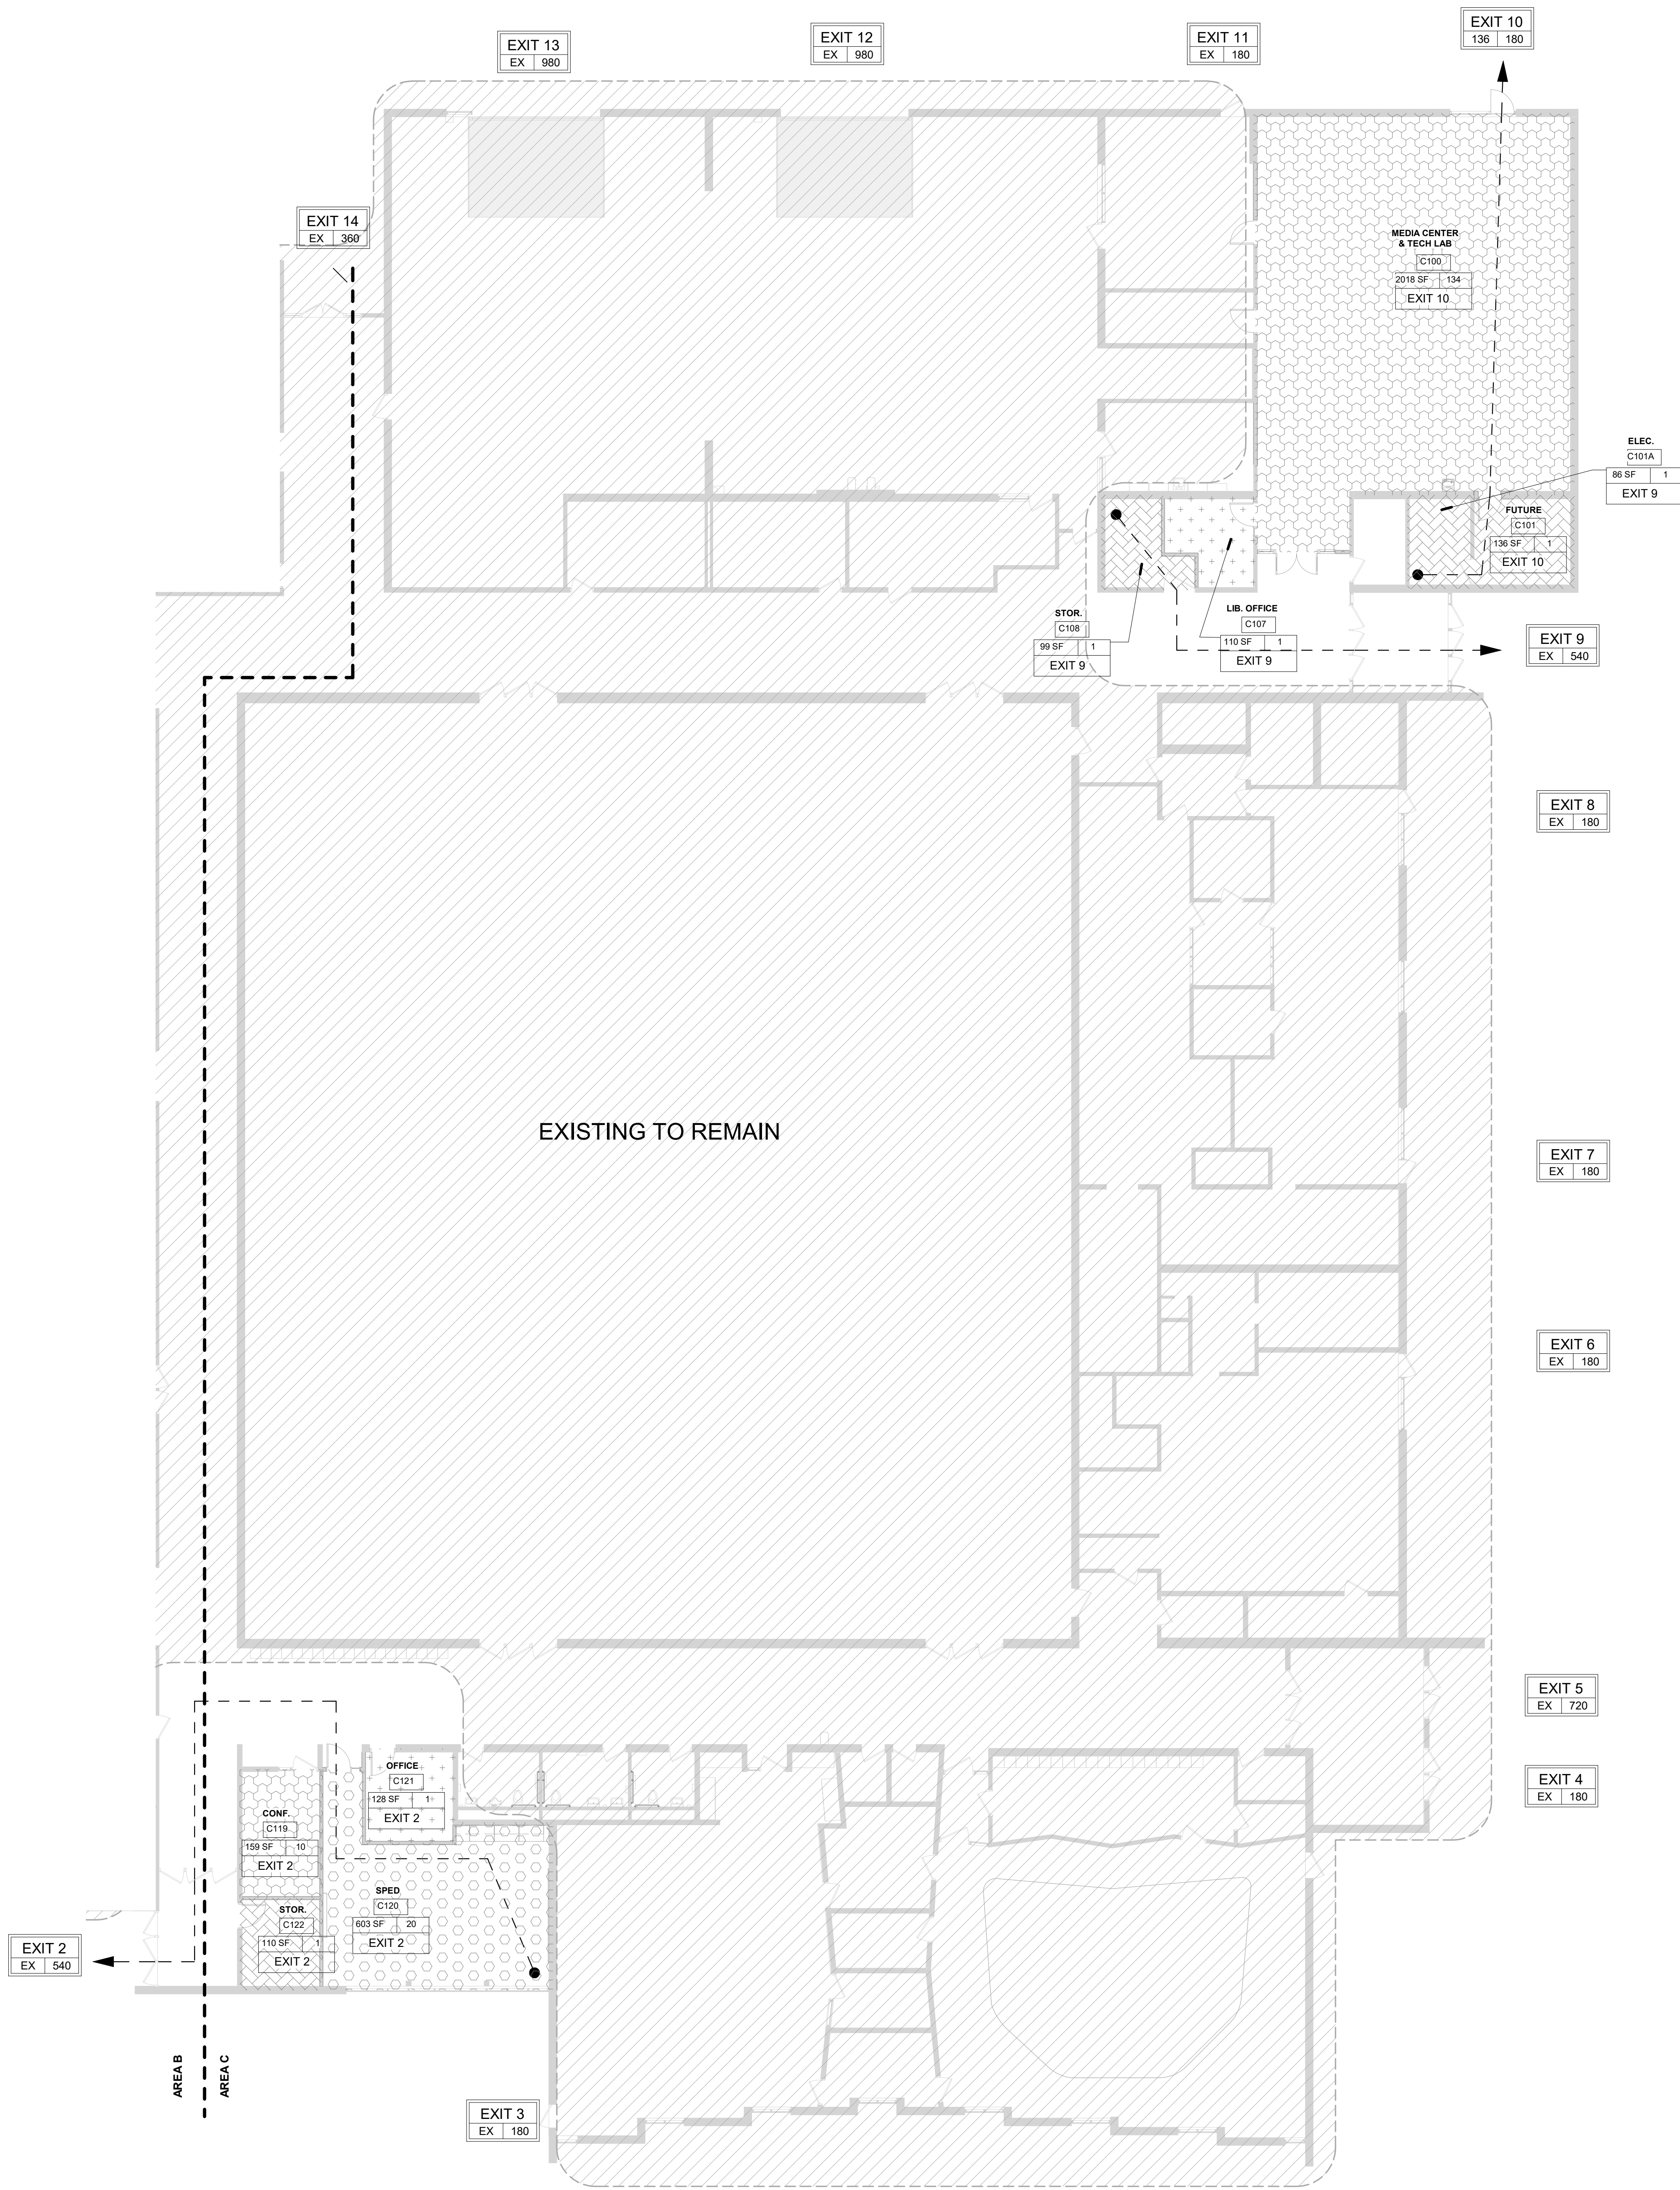 EXIT 10
136 180
EXIT 13
EX 980
EXIT 12
EX 980
EXIT 11
EX 180
EXIT 14
EX 360
MEDIA CENTER
& TECH LAB
C100
2018 SF 134
EXIT 10
ELEC.
C101A
86 SF 1
EXIT 9
FUTURE
C101
136 SF 1
EXIT 10
STOR.
C108
99 SF 1
EXIT 9
LIB. OFFICE
C107
110 SF 1
EXIT 9
EXIT 9
EX 540
EXIT 8
EX 180
EXISTING TO REMAIN
EXIT 7
EX 180
EXIT 6
EX 180
EXIT 5
EX 720
EXIT 4
EX 180
OFFICE
C121
128 SF 1
EXIT 2
CONF.
C119
159 SF 10
EXIT 2
SPED
C120
603 SF 20
EXIT 2
STOR.
C122
110 SF 1
EXIT 2
EXIT 2
EX 540
AREA B
AREA C
EXIT 3
EX 180